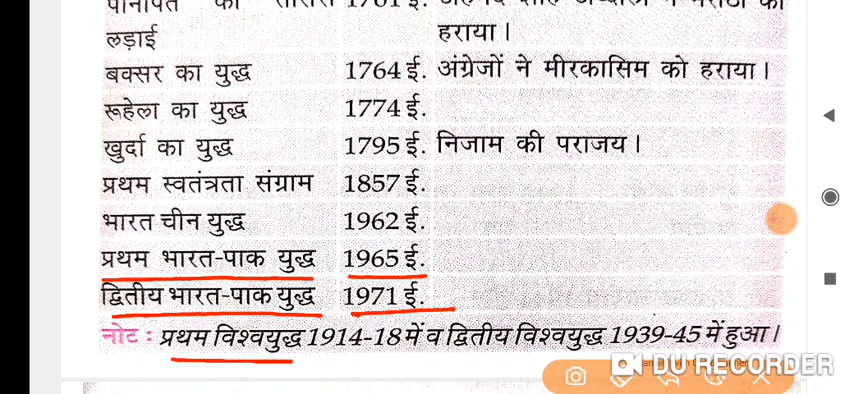 लड़ाई हराया।
बक्सर का युद्ध 1764 ई. अंग्रेजों ने मीरकासिम को हराया।
रूहेला का युद्ध 1774 ई.
खुर्दा का युद्ध 1795 ई. निजाम की पराजय।
प्रथम स्वतंत्रता संग्राम 1857 ई.
भारत चीन युद्ध 1962 ई.
प्रथम भारत-पाक युद्ध 1965 ई.
द्वितीय भारत-पाक युद्ध 1971 ई.
नोट : प्रथम विश्वयुद्ध 1914-18 में व द्वितीय विश्वयुद्ध 1939-45 में हुआ।
DU RECORDER